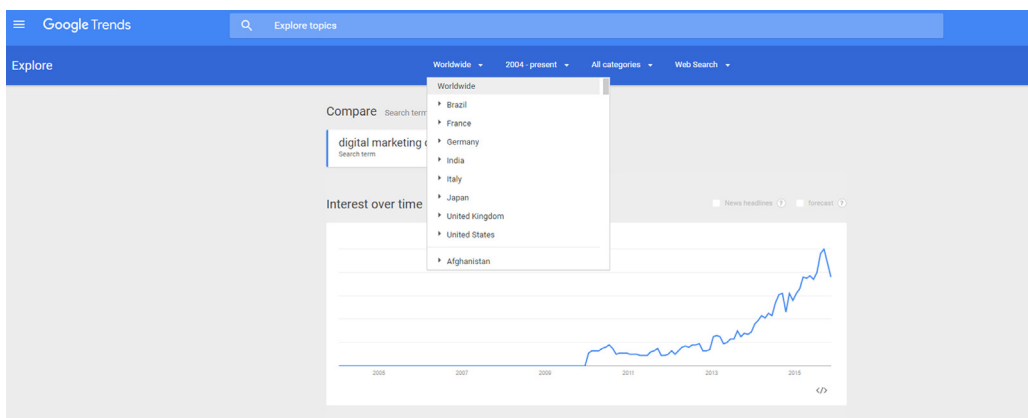 Google Trends
Explore topics
Explore
Worldwide
2004 - present
All categories
Web Search
Worldwide
Brazil
France
Germany
India
Italy
Japan
United Kingdom
United States
Afghanistan
Compare Search term
digital marketing
Search term
Interest over time
News headlines ?
forecast ?
2005 2007 2009 2011 2013 2015
</>